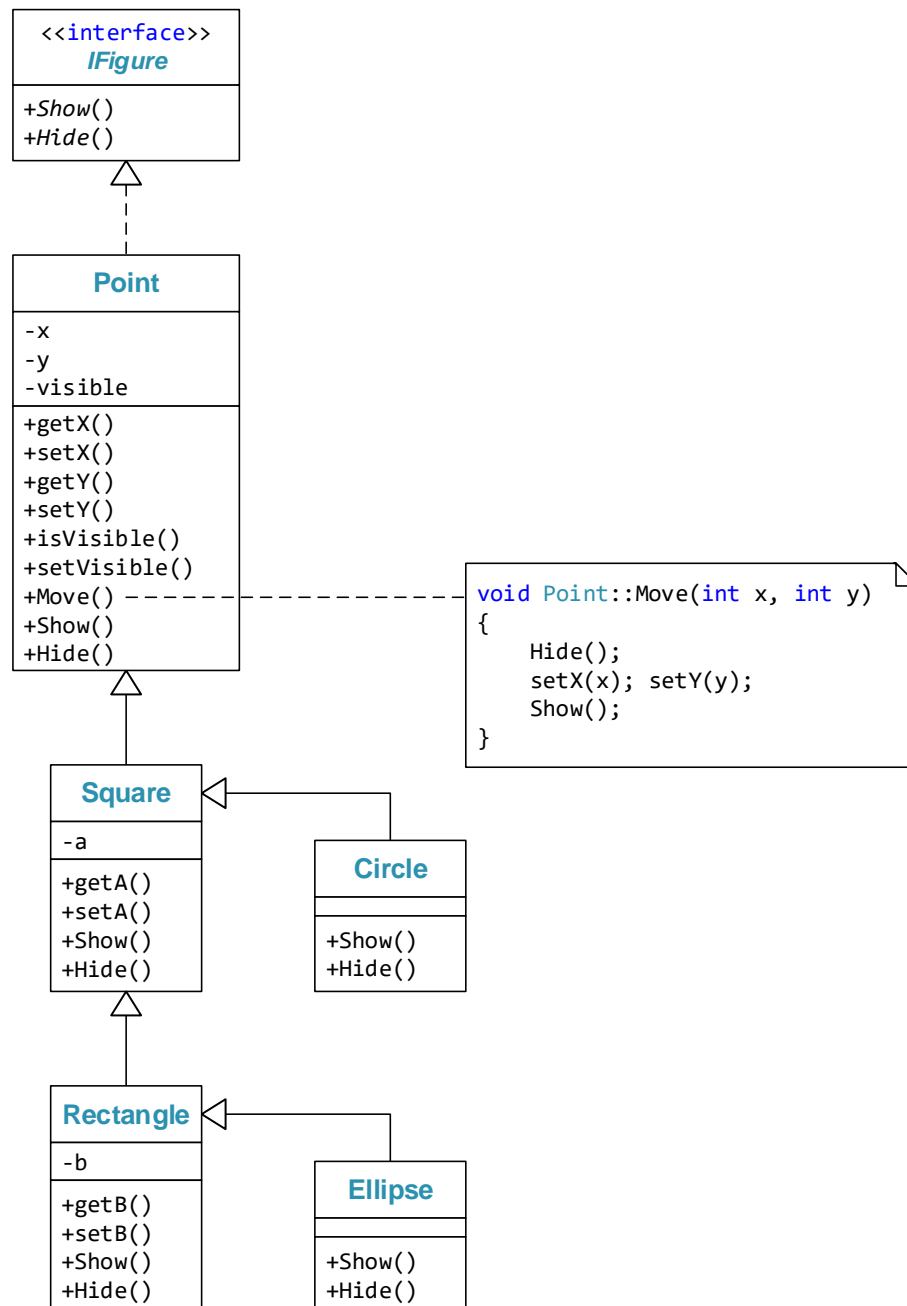 <<interface>>
IFigure
+Show()
+Hide()
Point
-x
-y
-visible
+getX()
+setX()
+getY()
+setY()
+isVisible()
+setVisible()
+Move()
+Show()
+Hide()
void Point::Move(int x, int y)
{
    Hide();
    setX(x); setY(y);
    Show();
}
Square
-a
+getA()
+setA()
+Show()
+Hide()
Circle
+Show()
+Hide()
Rectangle
-b
+getB()
+setB()
+Show()
+Hide()
Ellipse
+Show()
+Hide()